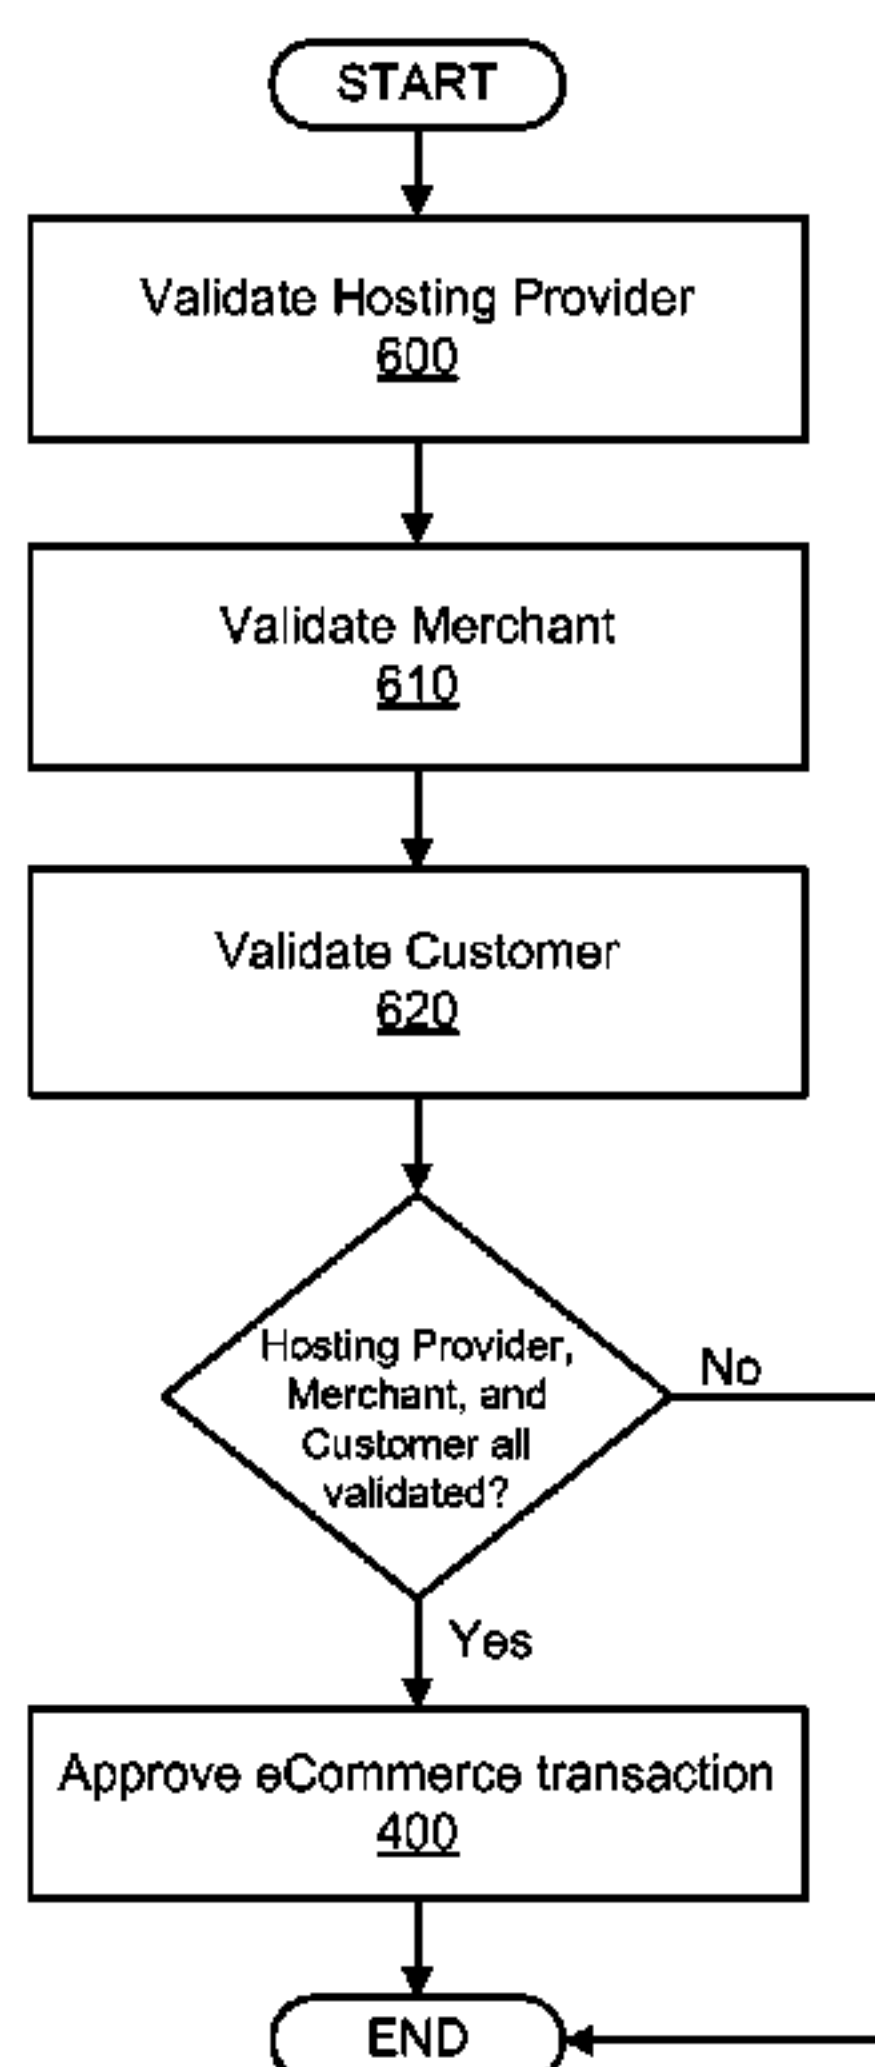 START
Validate Hosting Provider
600
Validate Merchant
610
Validate Customer
620
Hosting Provider,
Merchant, and
Customer all
validated?
No
Yes
Approve eCommerce transaction
400
END